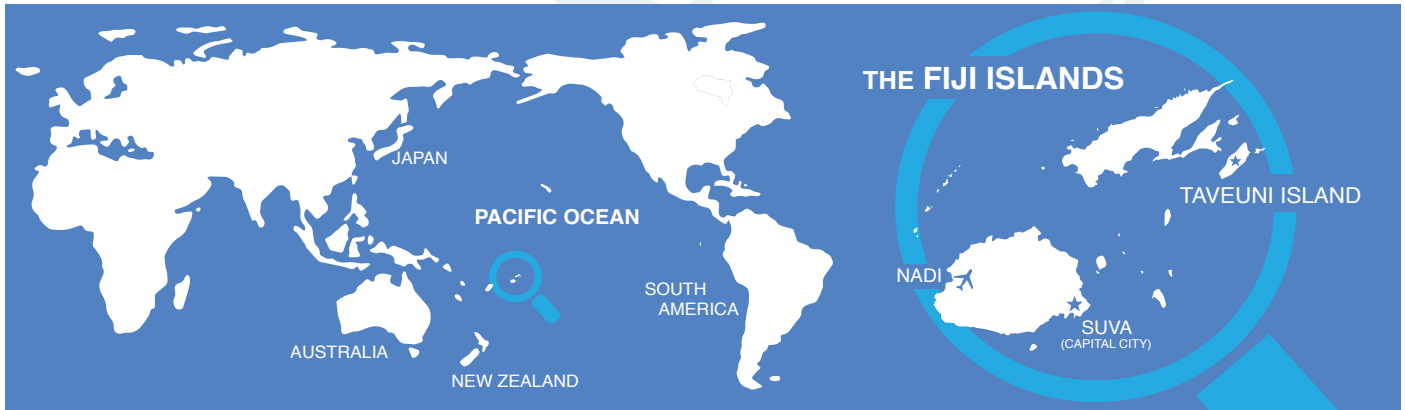 THE FIJI ISLANDS
JAPAN
TAVEUNI ISLAND
PACIFIC OCEAN
NADI
SOUTH
AMERICA
SUVA
(CAPITAL CITY)
AUSTRALIA
NEW ZEALAND